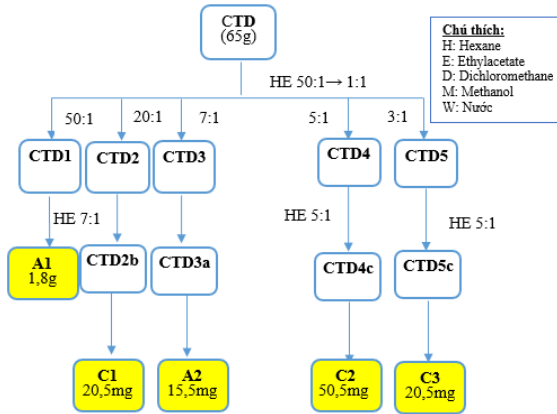 CTD
(65g)
Chú thích:
H: Hexane
E: Ethylacetate
D: Dichloromethane
M: Methanol
W: Nước
HE 50:1→ 1:1
50:1
20:1
7:1
5:1
3:1
CTD1
CTD2
CTD3
CTD4
CTD5
HE 7:1
HE 5:1
HE 5:1
A1
1,8g
CTD2b
CTD3a
CTD4c
CTD5c
C1
20,5mg
A2
15,5mg
C2
50,5mg
C3
20,5mg